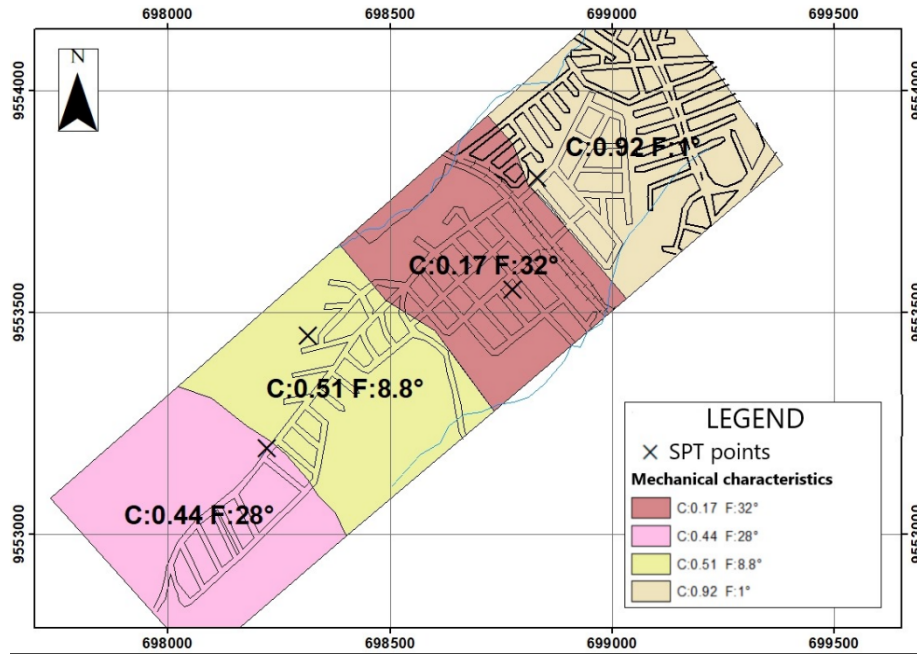 698000 698500 699000 699500
N
9554000 9554000
C:0.92 F:1°
C:0.17 F:32°
9553500 9553500
C:0.51 F:8.8°
C:0.44 F:28°
9553000 9553000
LEGEND
SPT points
Mechanical characteristics
C:0.17 F:32°
C:0.44 F:28°
C:0.51 F:8.8°
C:0.92 F:1°
698000 698500 699000 699500